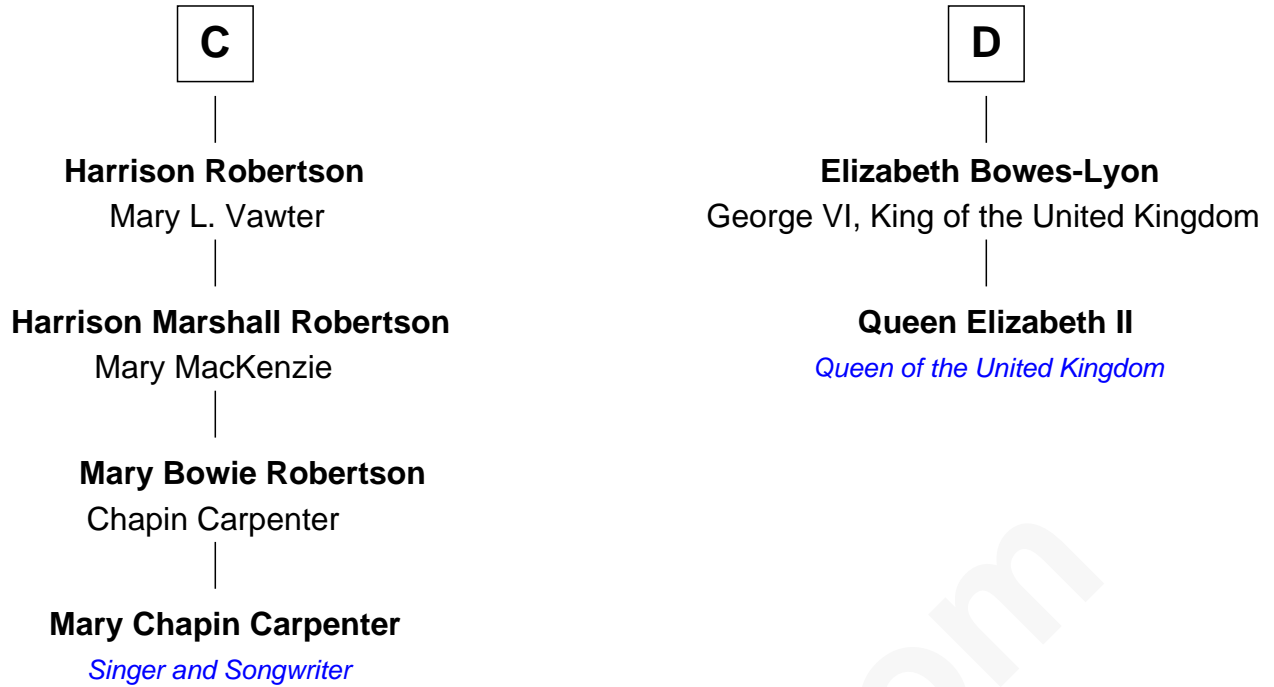 C
Harrison Robertson
Mary L. Vawter
Harrison Marshall Robertson
Mary MacKenzie
Mary Bowie Robertson
Chapin Carpenter
Mary Chapin Carpenter
Singer and Songwriter
D
Elizabeth Bowes-Lyon
George VI, King of the United Kingdom
Queen Elizabeth II
Queen of the United Kingdom
om